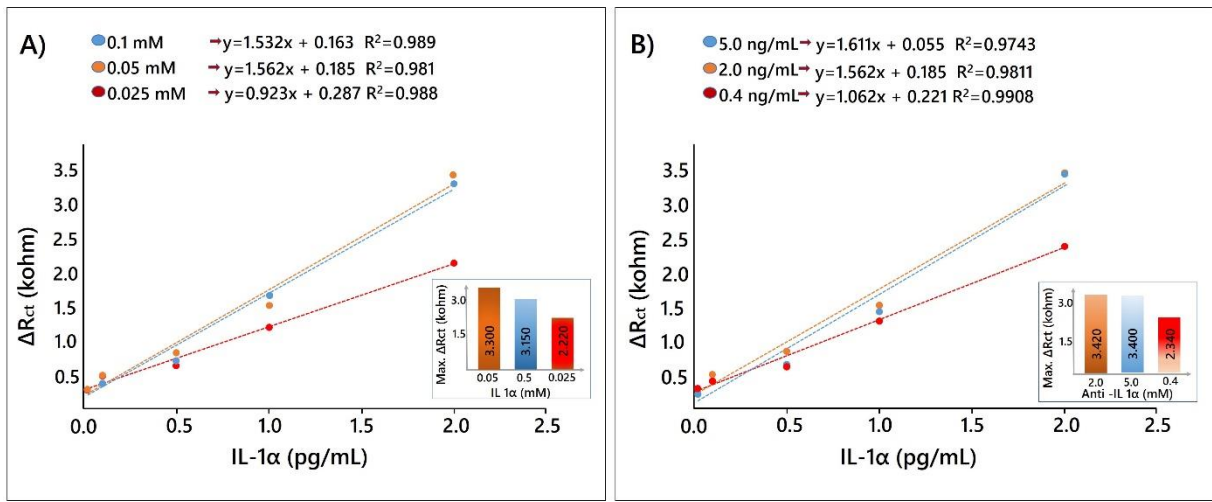 A)
0.1 mM →y=1.532x + 0.163 R²=0.989
0.05 mM → y=1.562x + 0.185 R²=0.981
0.025 mM → y=0.923x + 0.287 R²=0.988
ΔRct (kohm)
3.5
3.0
2.5
2.0
1.5
1.0
0.5
0.0 0.5 1.0 1.5 2.0 2.5
IL-1α (pg/mL)
Max. ΔRct (kohm)
3.0
1.5
3.300 3.150 2.220
0.05 0.5 0.025
IL 1α (mM)
B)
5.0 ng/mL→ y=1.611x + 0.055 R²=0.9743
2.0 ng/mL→ y=1.562x + 0.185 R²=0.9811
0.4 ng/mL→ y=1.062x + 0.221 R²=0.9908
ΔRct (kohm)
3.5
3.0
2.5
2.0
1.5
1.0
0.5
0.0 0.5 1.0 1.5 2.0 2.5
IL-1α (pg/mL)
Max. ΔRct (kohm)
3.0
1.5
3.420 3.400 2.340
2.0 5.0 0.4
Anti -IL 1α (mM)